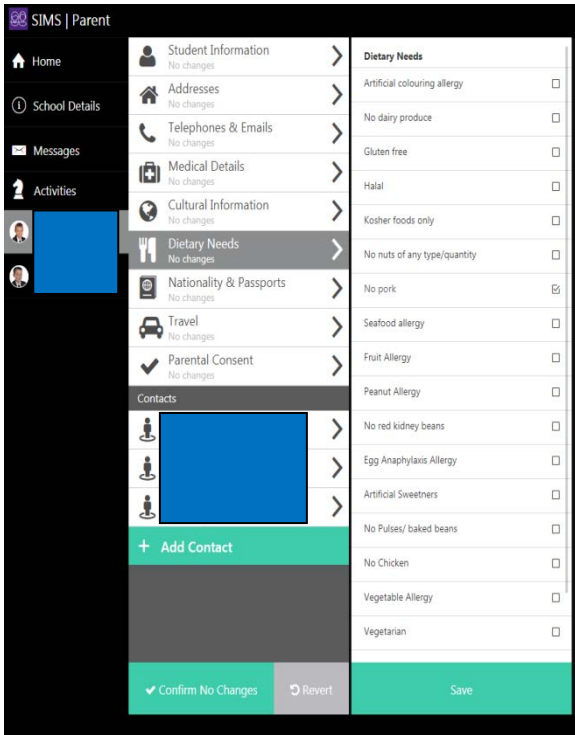 SIMS | Parent
Home
School Details
Messages
Activities
Student Information
No changes
Addresses
No changes
Telephones & Emails
No changes
Medical Details
No changes
Cultural Information
No changes
Dietary Needs
No changes
Nationality & Passports
No changes
Travel
No changes
Parental Consent
No changes
Contacts
+ Add Contact
Confirm No Changes
Revert
Dietary Needs
Artificial colouring allergy
No dairy produce
Gluten free
Halal
Kosher foods only
No nuts of any type/quantity
No pork
Seafood allergy
Fruit Allergy
Peanut Allergy
No red kidney beans
Egg Anaphylaxis Allergy
Artificial Sweetners
No Pulses/ baked beans
No Chicken
Vegetable Allergy
Vegetarian
Save